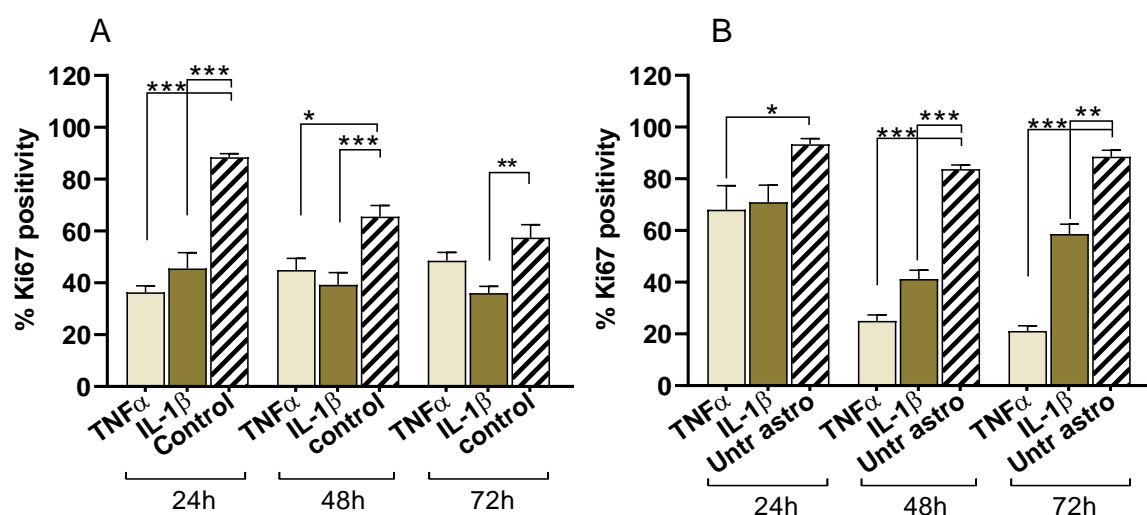 A
% Ki67 positivity
120
100
80
60
40
20
0
*** ***
* ***
**
TNFα IL-1β Control TNFα IL-1β control TNFα IL-1β control
24h 48h 72h
B
% Ki67 positivity
120
100
80
60
40
20
0
*
*** ***
*** **
TNFα IL-1β Untr astro TNFα IL-1β Untr astro TNFα IL-1β Untr astro
24h 48h 72h